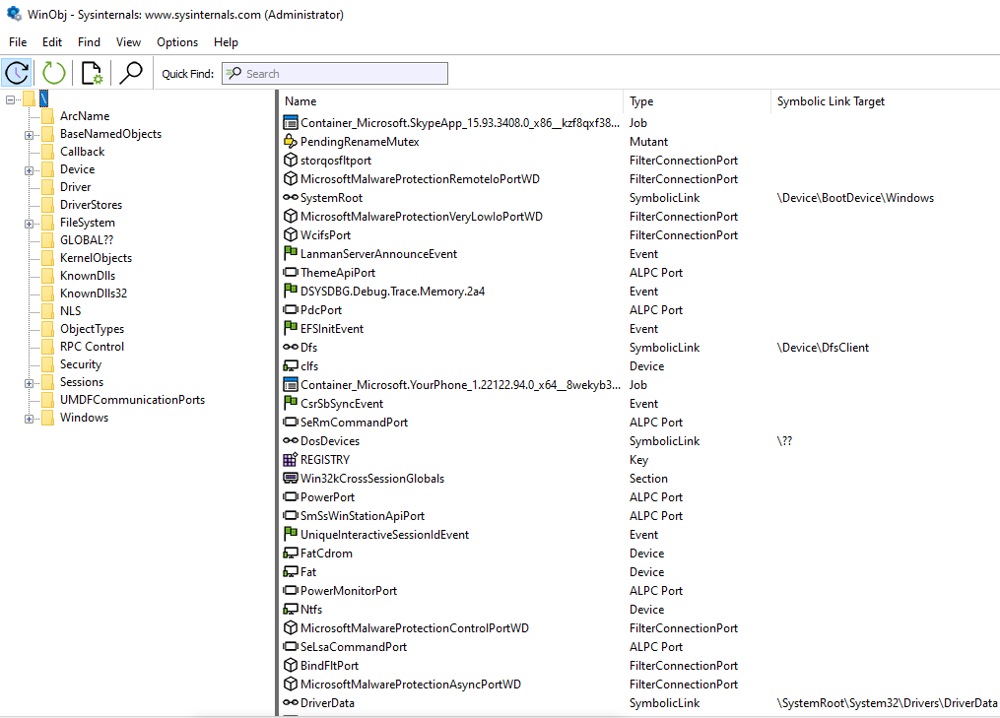 WinObj - Sysinternals: www.sysinternals.com (Administrator)
File Edit Find View Options Help
Quick Find: Search
\
ArcName
BaseNamedObjects
Callback
Device
Driver
DriverStores
FileSystem
GLOBAL??
KernelObjects
KnownDlls
KnownDlls32
NLS
ObjectTypes
RPC Control
Security
Sessions
UMDFCommunicationPorts
Windows
Name Type Symbolic Link Target
Container_Microsoft.SkypeApp_15.93.3408.0_x86__kzf8qxf38... Job
PendingRenameMutex Mutant
storqosfltport FilterConnectionPort
MicrosoftMalwareProtectionRemoteIoPortWD FilterConnectionPort
SystemRoot SymbolicLink \Device\BootDevice\Windows
MicrosoftMalwareProtectionVeryLowIoPortWD FilterConnectionPort
WcifsPort FilterConnectionPort
LanmanServerAnnounceEvent Event
ThemeApiPort ALPC Port
DSYSDBG.Debug.Trace.Memory.2a4 Event
PdcPort ALPC Port
EFSInitEvent Event
Dfs SymbolicLink \Device\DfsClient
clfs Device
Container_Microsoft.YourPhone_1.22122.94.0_x64__8wekyb3... Job
CsrSbSyncEvent Event
SeRmCommandPort ALPC Port
DosDevices SymbolicLink \??
REGISTRY Key
Win32kCrossSessionGlobals Section
PowerPort ALPC Port
SmSsWinStationApiPort ALPC Port
UniqueInteractiveSessionIdEvent Event
FatCdrom Device
Fat Device
PowerMonitorPort ALPC Port
Ntfs Device
MicrosoftMalwareProtectionControlPortWD FilterConnectionPort
SeLsaCommandPort ALPC Port
BindFltPort FilterConnectionPort
MicrosoftMalwareProtectionAsyncPortWD FilterConnectionPort
DriverData SymbolicLink \SystemRoot\System32\Drivers\DriverData